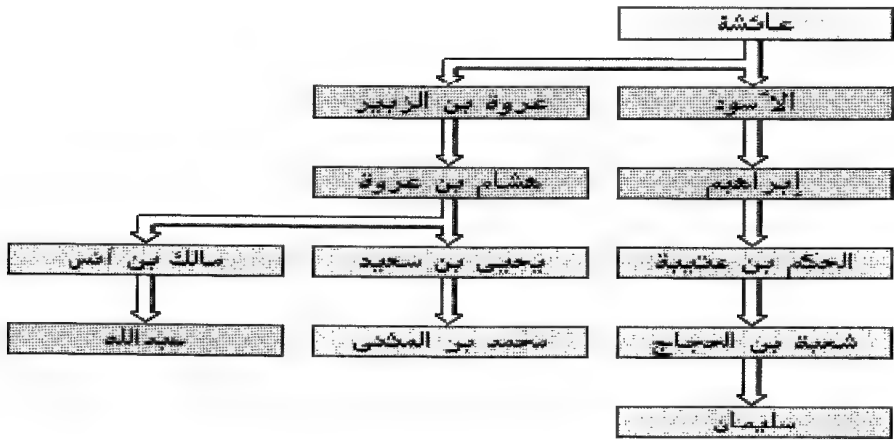 عائشة
الأسود
عروة بن الزبير
إبراهيم
هشام بن عروة
الحكم بن عتيبة
يحيى بن سعيد
مالك بن أنس
شعبة بن الحجاج
محمد بن المثنى
عبدالله
سليمان